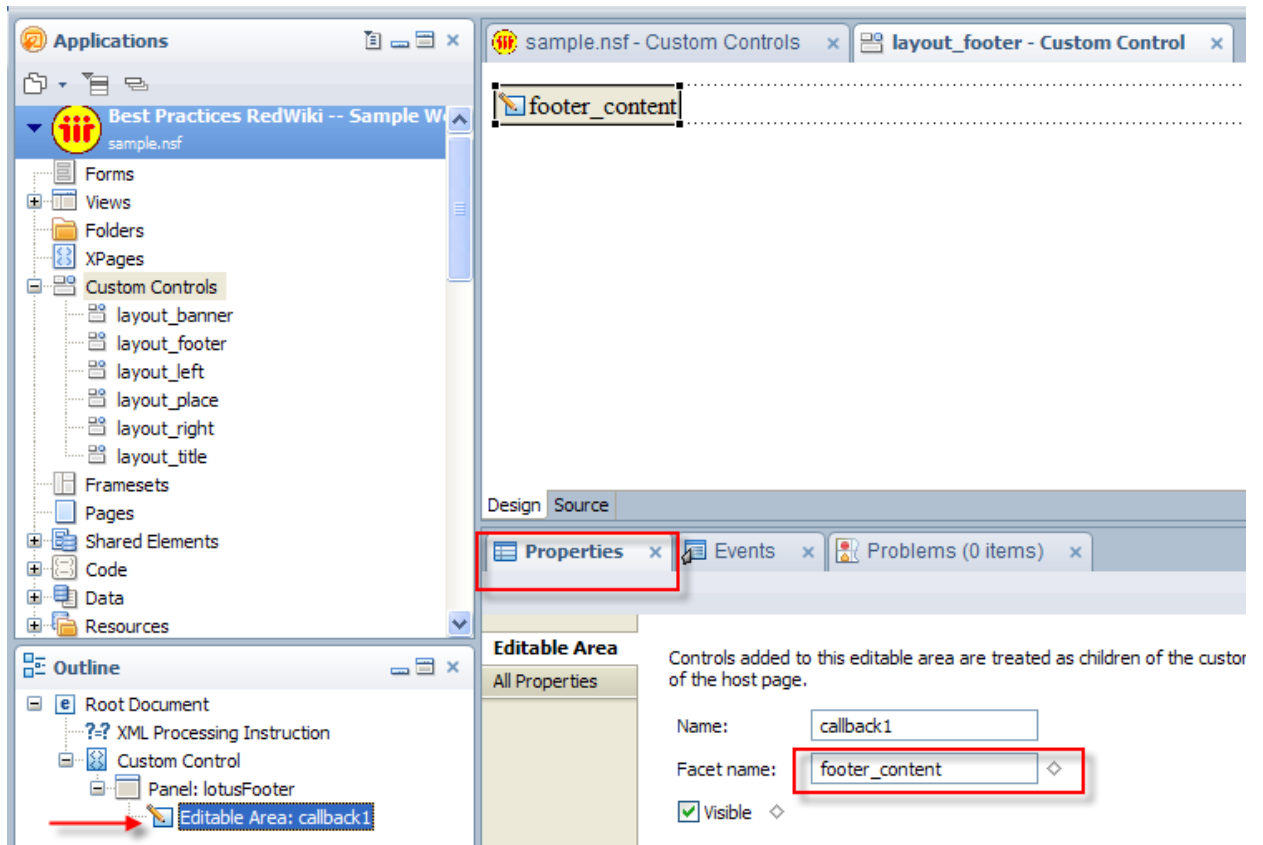 Applications
Best Practices RedWiki -- Sample W
sample.nsf
Forms
Views
Folders
XPages
Custom Controls
layout_banner
layout_footer
layout_left
layout_place
layout_right
layout_title
Framesets
Pages
Shared Elements
Code
Data
Resources
Outline
Root Document
?=? XML Processing Instruction
Custom Control
Panel: lotusFooter
Editable Area: callback1
sample.nsf - Custom Controls
layout_footer - Custom Control
footer_content
Design Source
Properties
Events
Problems (0 items)
Editable Area
All Properties
Controls added to this editable area are treated as children of the custor
of the host page.
Name: callback1
Facet name: footer_content
Visible